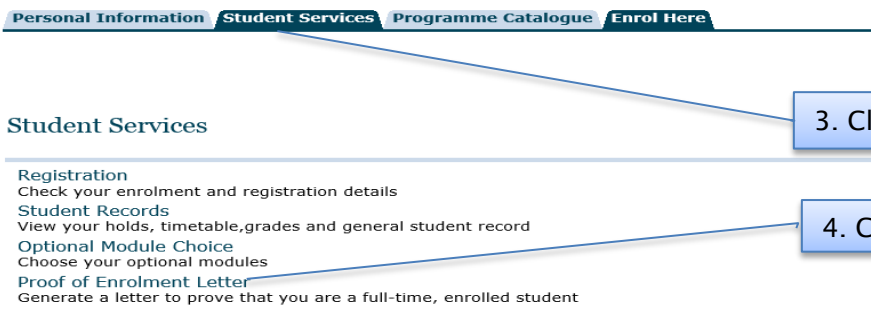 Personal Information Student Services Programme Catalogue Enrol Here
3. Cl
Student Services
Registration
Check your enrolment and registration details
Student Records
View your holds, timetable,grades and general student record
4. C
Optional Module Choice
Choose your optional modules
Proof of Enrolment Letter
Generate a letter to prove that you are a full-time, enrolled student